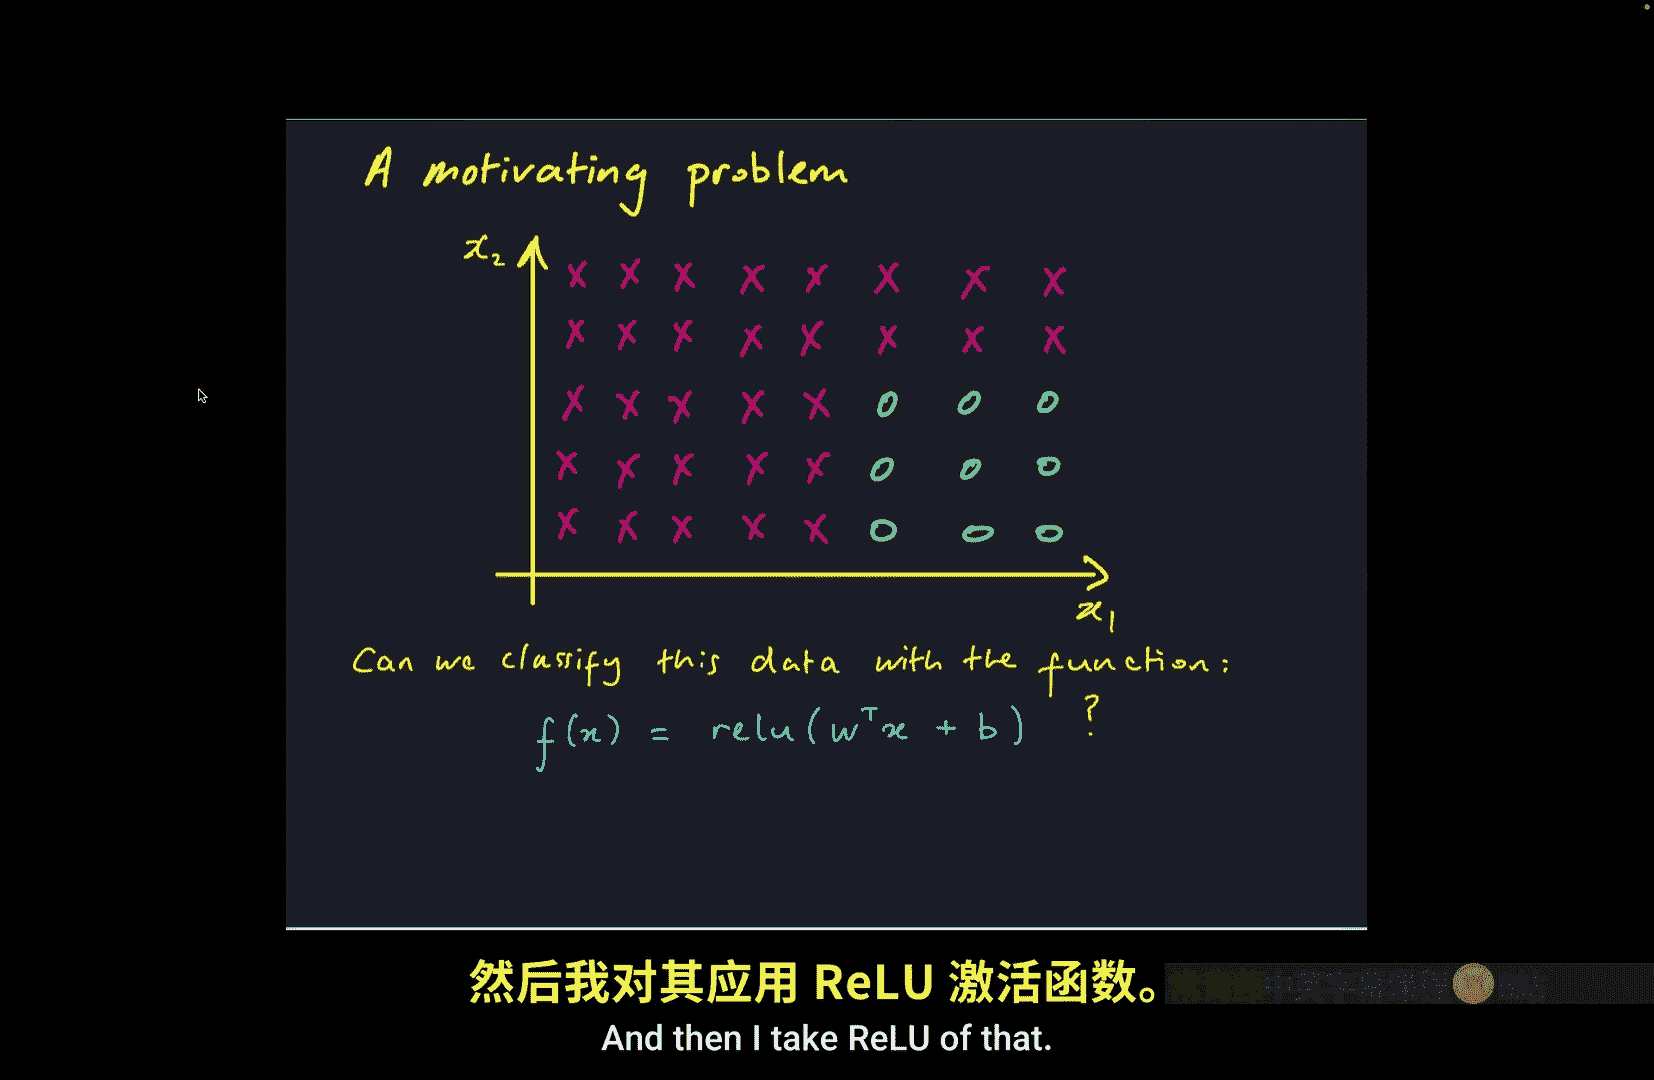 A motivating problem
x₂
x x x x x x x x
x x x x x x x x
x x x x x o o o
x x x x x o o o
x x x x x o o o
x₁
Can we classify this data with the function:
f(x) = relu(wᵀx + b) ?
然后我对其应用 ReLU 激活函数。
And then I take ReLU of that.